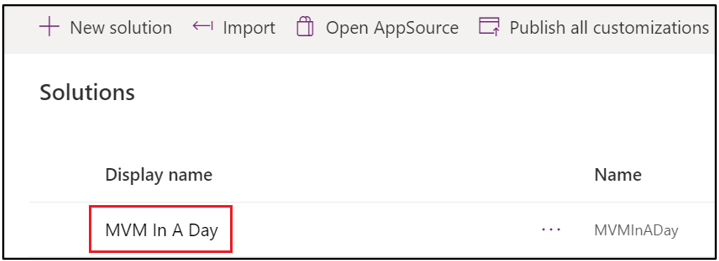 New solution Import Open AppSource Publish all customizations
Solutions
Display name Name
MVM In A Day ... MVMInADay